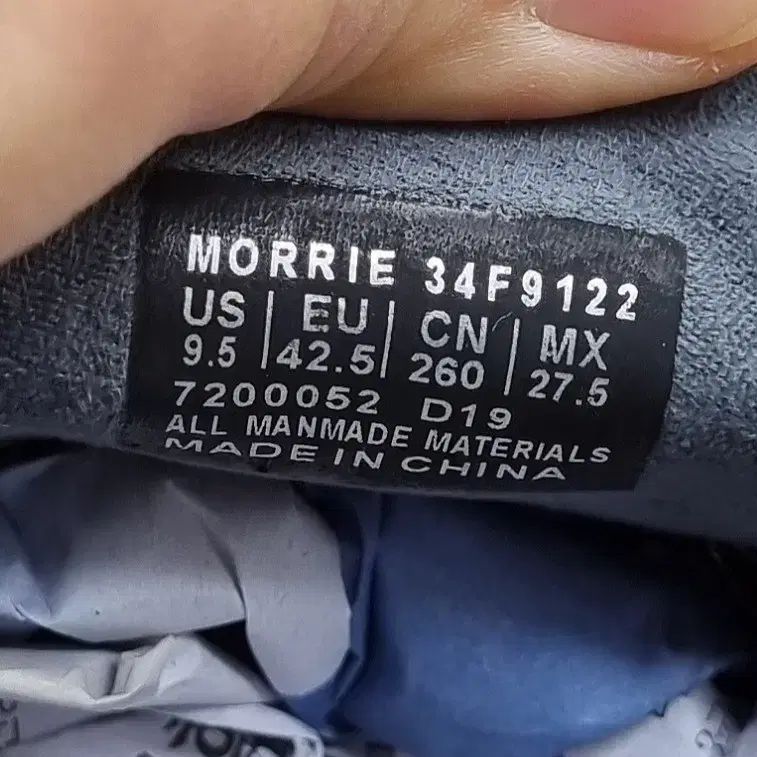 MORRIE 34F9122
US | EU | CN | MX
9.5 | 42.5 | 260 | 27.5
7200052 D19
ALL MANMADE MATERIALS
MADE IN CHINA